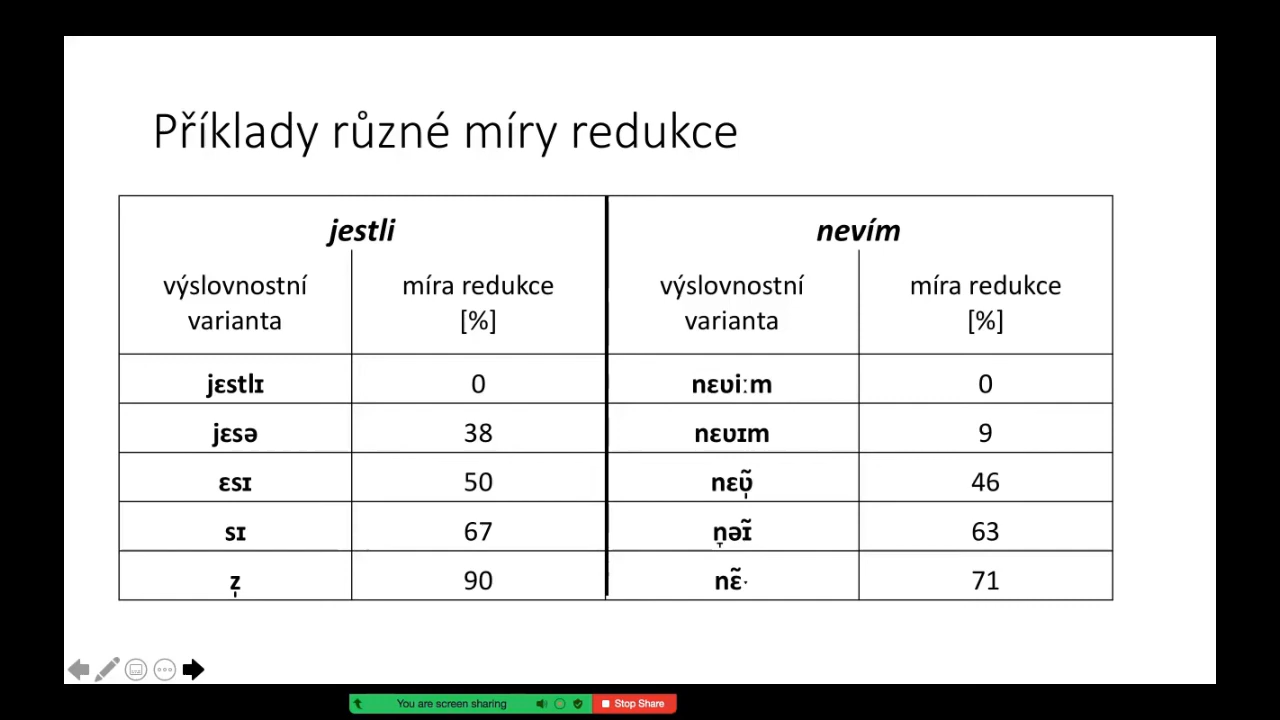 Příklady různé míry redukce
jestli nevím
výslovnostní varianta míra redukce [%] výslovnostní varianta míra redukce [%]
jɛstlɪ 0 nɛʋiːm 0
jɛsə 38 nɛʋɪm 9
ɛsɪ 50 nɛʋ̩̃ 46
sɪ 67 n̞əɪ̃ 63
z̩ 90 nɛ̃ˑ 71
You are screen sharing Stop Share